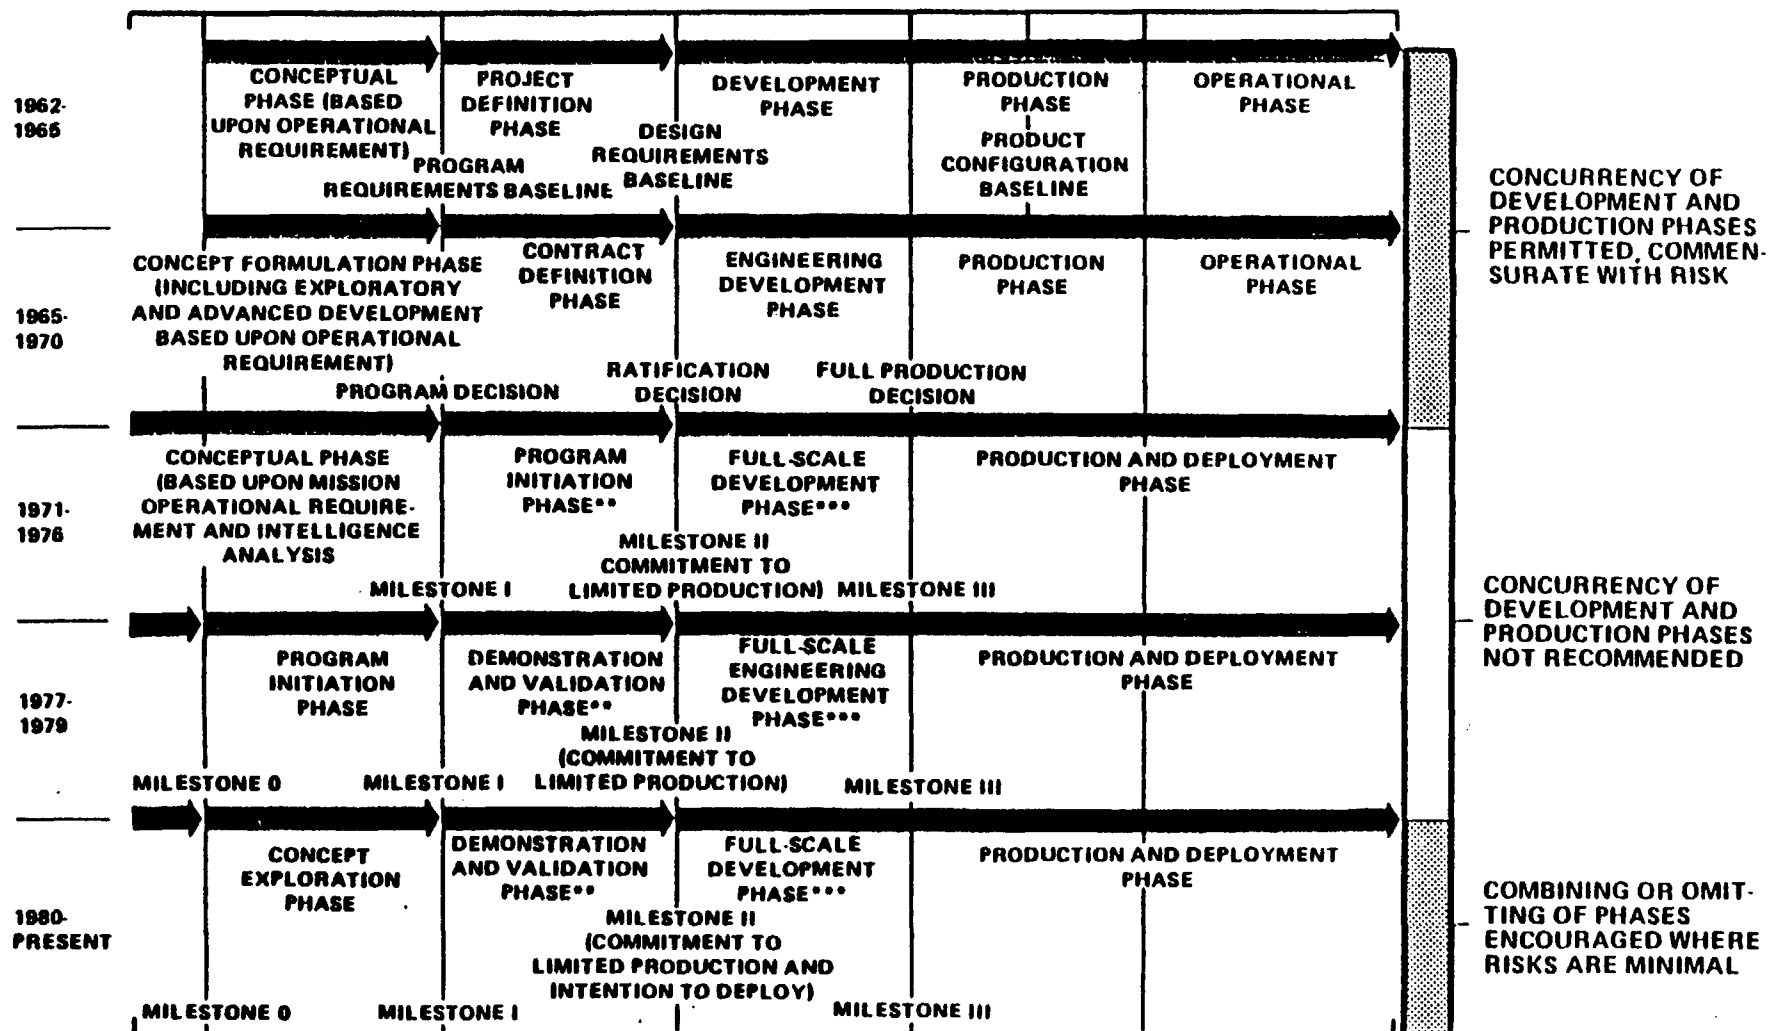 1962-
1965
CONCEPTUAL
PHASE (BASED
UPON OPERATIONAL
REQUIREMENT)
PROJECT
DEFINITION
PHASE
DEVELOPMENT
PHASE
PRODUCTION
PHASE
OPERATIONAL
PHASE
PROGRAM
REQUIREMENTS BASELINE
DESIGN
REQUIREMENTS
BASELINE
PRODUCT
CONFIGURATION
BASELINE
1965-
1970
CONCEPT FORMULATION PHASE
(INCLUDING EXPLORATORY
AND ADVANCED DEVELOPMENT
BASED UPON OPERATIONAL
REQUIREMENT)
CONTRACT
DEFINITION
PHASE
ENGINEERING
DEVELOPMENT
PHASE
PRODUCTION
PHASE
OPERATIONAL
PHASE
PROGRAM DECISION
RATIFICATION
DECISION
FULL PRODUCTION
DECISION
CONCURRENCY OF
DEVELOPMENT AND
PRODUCTION PHASES
PERMITTED, COMMEN-
SURATE WITH RISK
1971-
1976
CONCEPTUAL PHASE
(BASED UPON MISSION
OPERATIONAL REQUIRE-
MENT AND INTELLIGENCE
ANALYSIS
PROGRAM
INITIATION
PHASE**
FULL-SCALE
DEVELOPMENT
PHASE***
PRODUCTION AND DEPLOYMENT
PHASE
MILESTONE I
MILESTONE II
COMMITMENT TO
LIMITED PRODUCTION)
MILESTONE III
1977-
1979
PROGRAM
INITIATION
PHASE
DEMONSTRATION
AND VALIDATION
PHASE**
FULL-SCALE
ENGINEERING
DEVELOPMENT
PHASE***
PRODUCTION AND DEPLOYMENT
PHASE
MILESTONE 0
MILESTONE I
MILESTONE II
(COMMITMENT TO
LIMITED PRODUCTION)
MILESTONE III
CONCURRENCY OF
DEVELOPMENT AND
PRODUCTION PHASES
NOT RECOMMENDED
1980-
PRESENT
CONCEPT
EXPLORATION
PHASE
DEMONSTRATION
AND VALIDATION
PHASE**
FULL-SCALE
DEVELOPMENT
PHASE***
PRODUCTION AND DEPLOYMENT
PHASE
MILESTONE 0
MILESTONE I
MILESTONE II
(COMMITMENT TO
LIMITED PRODUCTION AND
INTENTION TO DEPLOY)
MILESTONE III
COMBINING OR OMIT-
TING OF PHASES
ENCOURAGED WHERE
RISKS ARE MINIMAL